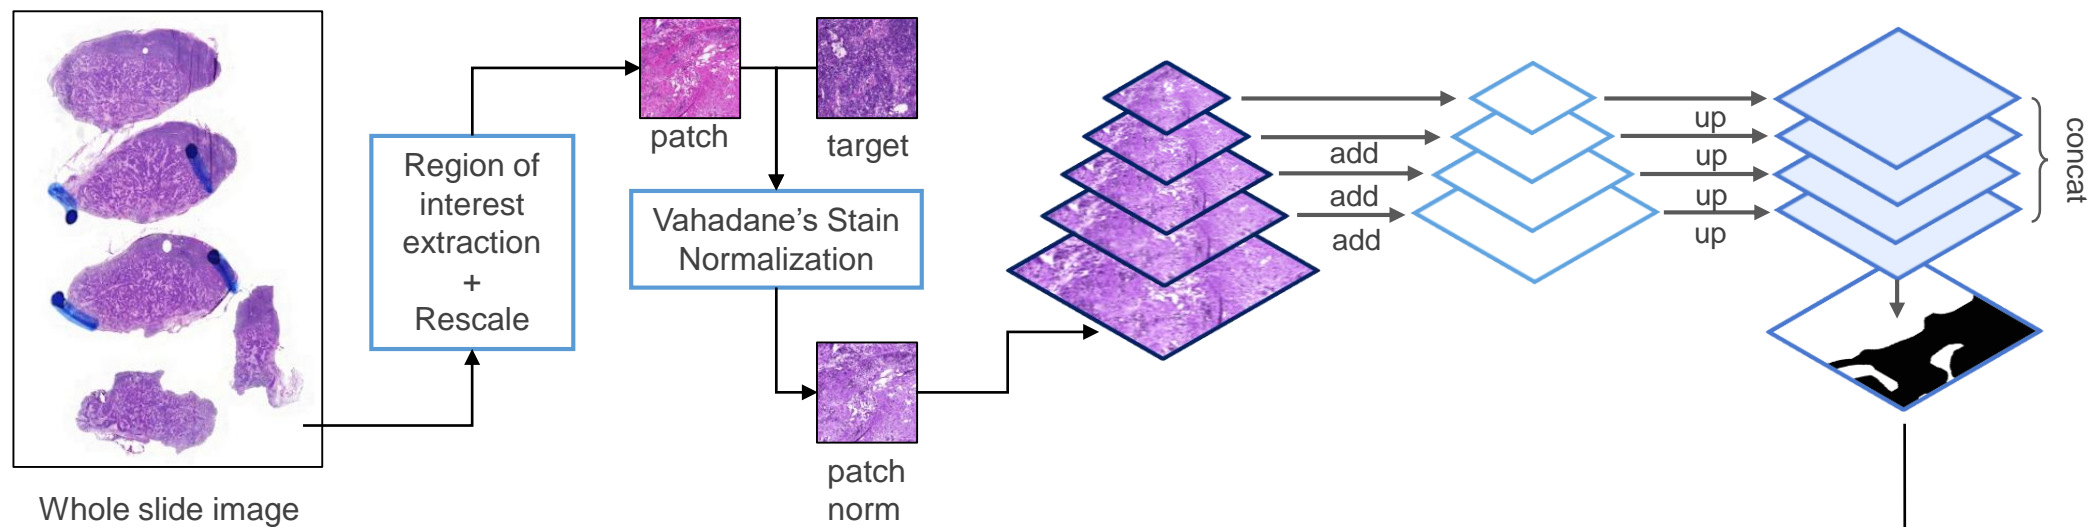 Whole slide image
Region of
interest
extraction
+
Rescale
patch
target
Vahadane's Stain
Normalization
patch
norm
add
add
add
up
up
up
up
concat